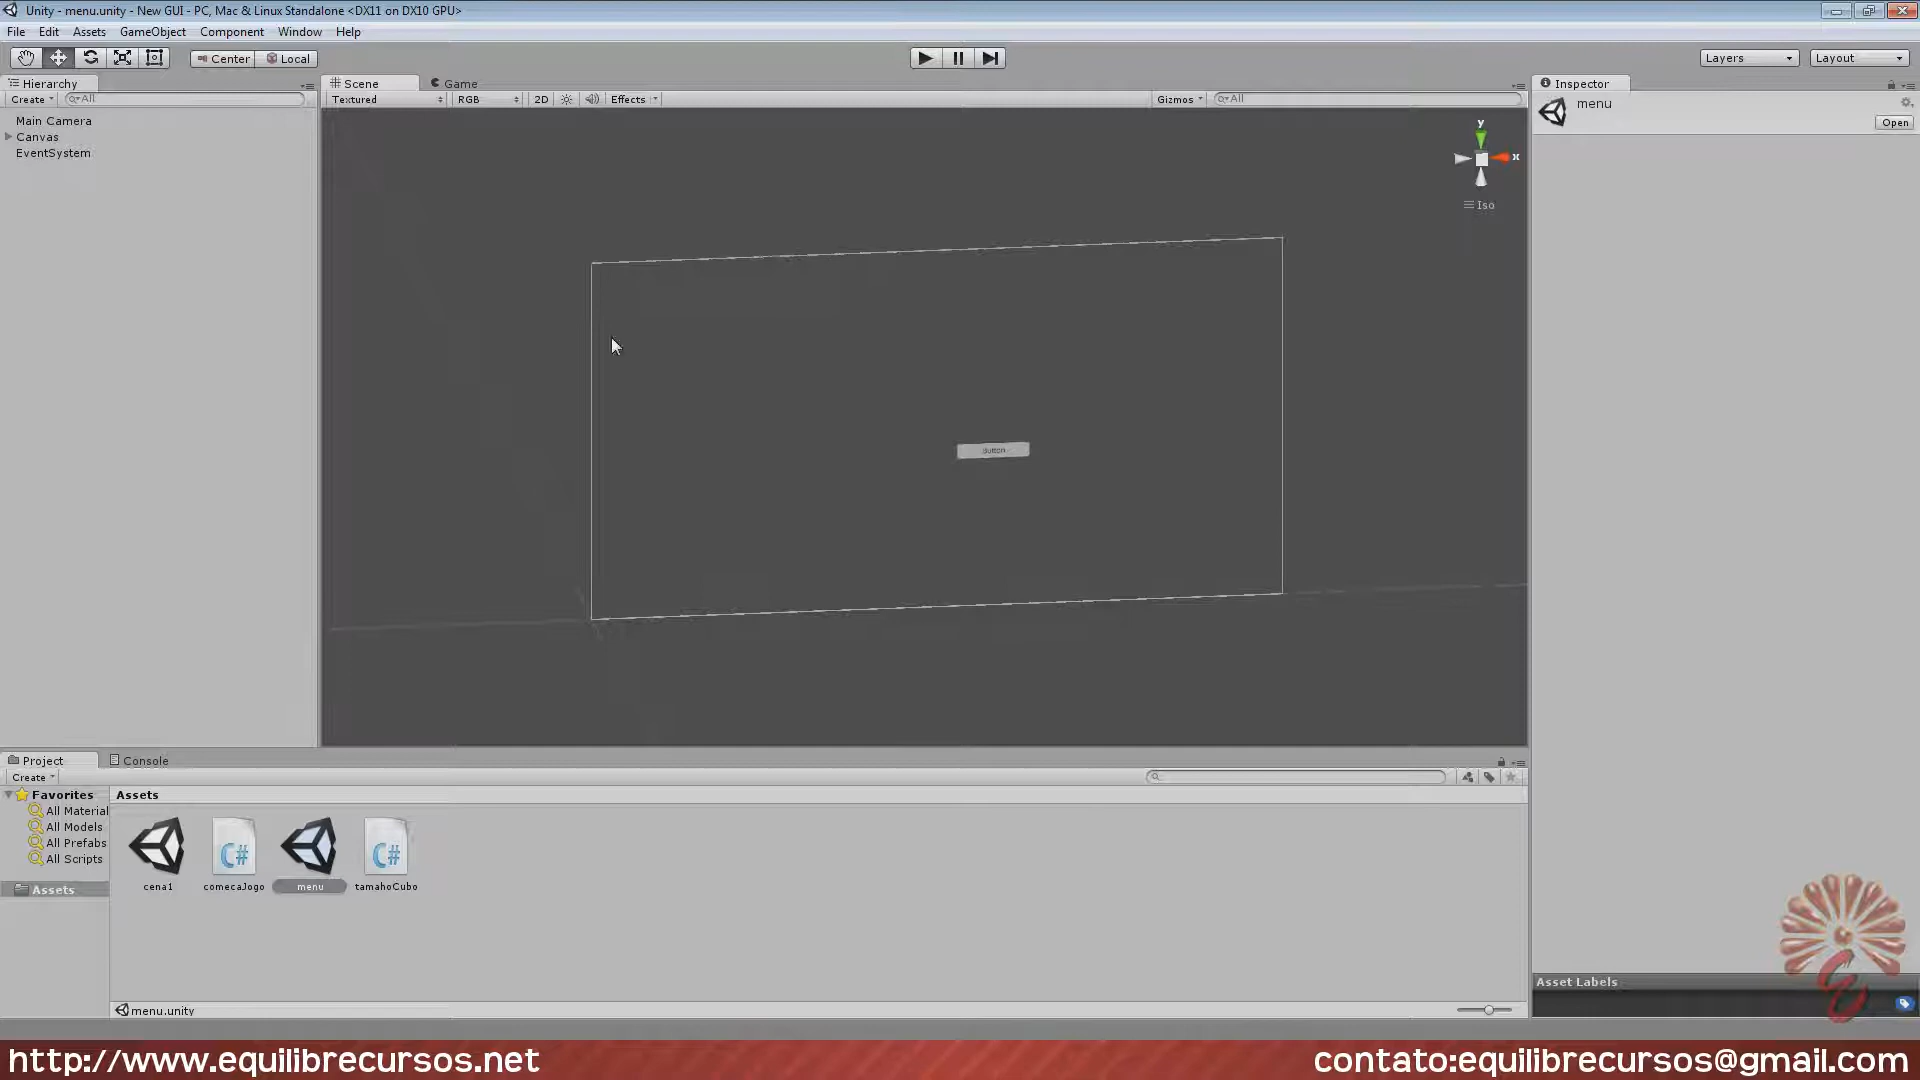 Unity - menu.unity - New GUI - PC, Mac & Linux Standalone <DX11 on DX10 GPU>
File Edit Assets GameObject Component Window Help
Center Local
Layers Layout
Hierarchy
Create All
Main Camera
Canvas
EventSystem
Scene Game
Textured RGB 2D Effects Gizmos All
y
x
Iso
Button
Inspector
menu
Open
Project Console
Create
Favorites
All Material
All Models
All Prefabs
All Scripts
Assets
Assets
cena1 comecaJogo menu tamahoCubo
C# C#
menu.unity
Asset Labels
http://www.equilibrecursos.net
contato:equilibrecursos@gmail.com